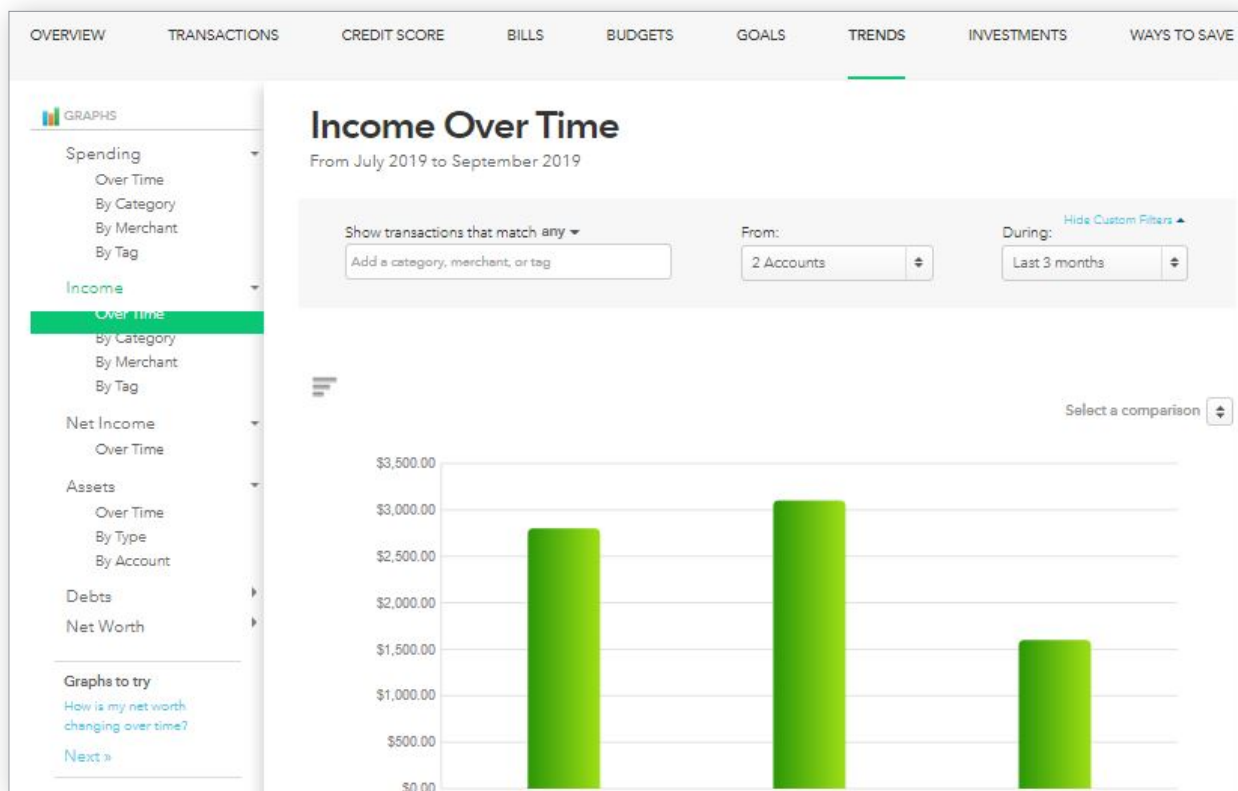 OVERVIEW TRANSACTIONS CREDIT SCORE BILLS BUDGETS GOALS TRENDS INVESTMENTS WAYS TO SAVE
GRAPHS
Spending
Over Time
By Category
By Merchant
By Tag
Income
Over Time
By Category
By Merchant
By Tag
Net Income
Over Time
Assets
Over Time
By Type
By Account
Debts
Net Worth
Graphs to try
How is my net worth
changing over time?
Next »
Income Over Time
From July 2019 to September 2019
Hide Custom Filters
Show transactions that match any
Add a category, merchant, or tag
From:
2 Accounts
During:
Last 3 months
Select a comparison
$3,500.00
$3,000.00
$2,500.00
$2,000.00
$1,500.00
$1,000.00
$500.00
$0.00